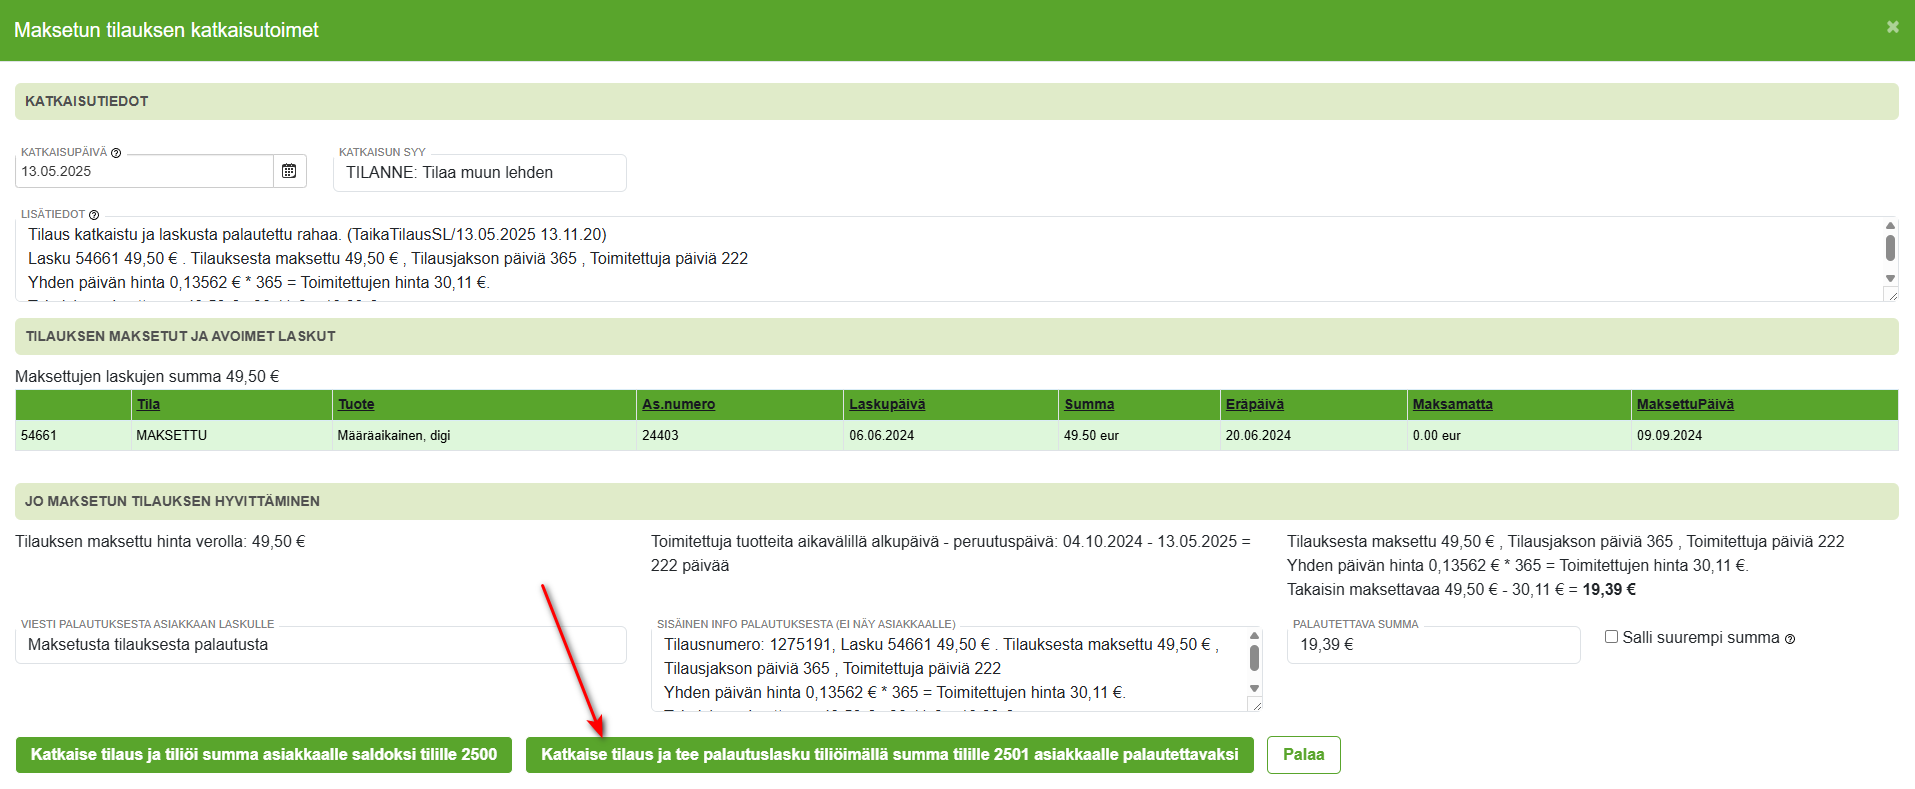 Maksetun tilauksen katkaisutoimet
KATKAISUTIEDOT
KATKAISUPÄIVÄ
13.05.2025
KATKAISUN SYY
TILANNE: Tilaa muun lehden
LISÄTIEDOT
Tilaus katkaistu ja laskusta palautettu rahaa. (TaikaTilausSL/13.05.2025 13.11.20)
Lasku 54661 49,50 € . Tilauksesta maksettu 49,50 € , Tilausjakson päiviä 365 , Toimitettuja päiviä 222
Yhden päivän hinta 0,13562 € * 365 = Toimitettujen hinta 30,11 €.
TILAUKSEN MAKSETUT JA AVOIMET LASKUT
Maksettujen laskujen summa 49,50 €
Tila Tuote As.numero Laskupäivä Summa Eräpäivä Maksamatta MaksettuPäivä
54661 MAKSETTU Määräaikainen, digi 24403 06.06.2024 49.50 eur 20.06.2024 0.00 eur 09.09.2024
JO MAKSETUN TILAUKSEN HYVITTÄMINEN
Tilauksen maksettu hinta verolla: 49,50 €
Toimitettuja tuotteita aikavälillä alkupäivä - peruutuspäivä: 04.10.2024 - 13.05.2025 =
222 päivää
Tilauksesta maksettu 49,50 € , Tilausjakson päiviä 365 , Toimitettuja päiviä 222
Yhden päivän hinta 0,13562 € * 365 = Toimitettujen hinta 30,11 €.
Takaisin maksettavaa 49,50 € - 30,11 € = 19,39 €
VIESTI PALAUTUKSESTA ASIAKKAAN LASKULLE
Maksetusta tilauksesta palautusta
SISÄINEN INFO PALAUTUKSESTA (EI NÄY ASIAKKAALLE)
Tilausnumero: 1275191, Lasku 54661 49,50 € . Tilauksesta maksettu 49,50 € ,
Tilausjakson päiviä 365 , Toimitettuja päiviä 222
Yhden päivän hinta 0,13562 € * 365 = Toimitettujen hinta 30,11 €.
PALAUTETTAVA SUMMA
19,39 €
Salli suurempi summa
Katkaise tilaus ja tiliöi summa asiakkaalle saldoksi tilille 2500
Katkaise tilaus ja tee palautuslasku tiliöimällä summa tilille 2501 asiakkaalle palautettavaksi
Palaa